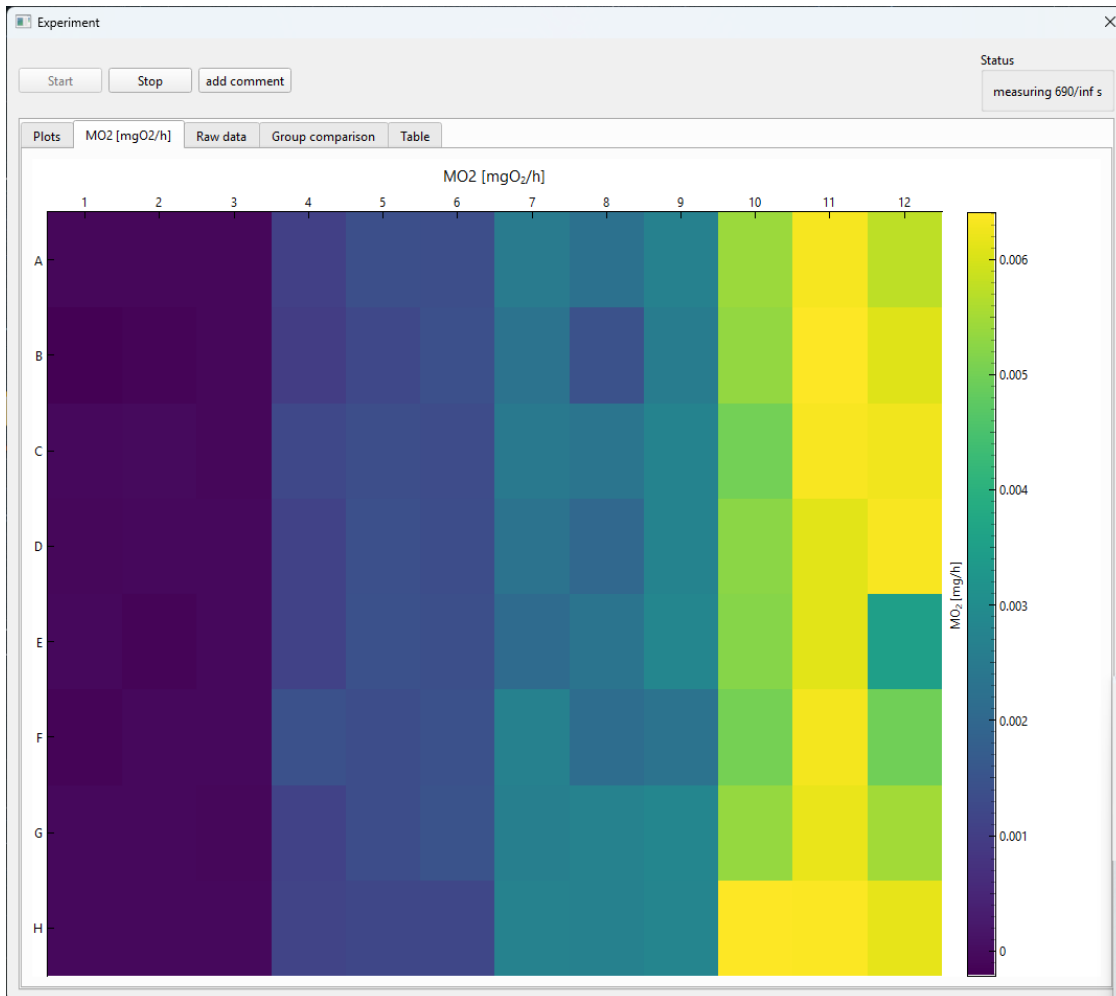 Experiment
Status
Start Stop add comment
measuring 690/inf s
Plots MO2 [mgO2/h] Raw data Group comparison Table
MO2 [mgO₂/h]
1 2 3 4 5 6 7 8 9 10 11 12
A
B
C
D
E
F
G
H
0.006
0.005
0.004
0.003
0.002
0.001
0
MO₂ [mg/h]